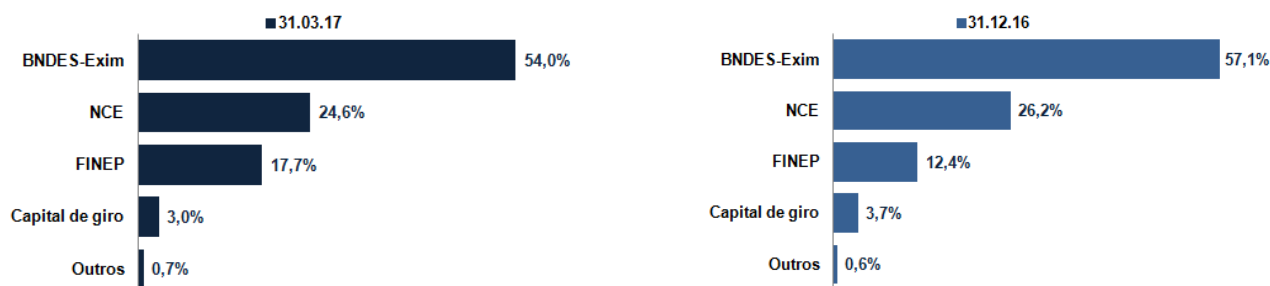 31.03.17
BNDES-Exim 54,0%
NCE 24,6%
FINEP 17,7%
Capital de giro 3,0%
Outros 0,7%
31.12.16
BNDES-Exim 57,1%
NCE 26,2%
FINEP 12,4%
Capital de giro 3,7%
Outros 0,6%